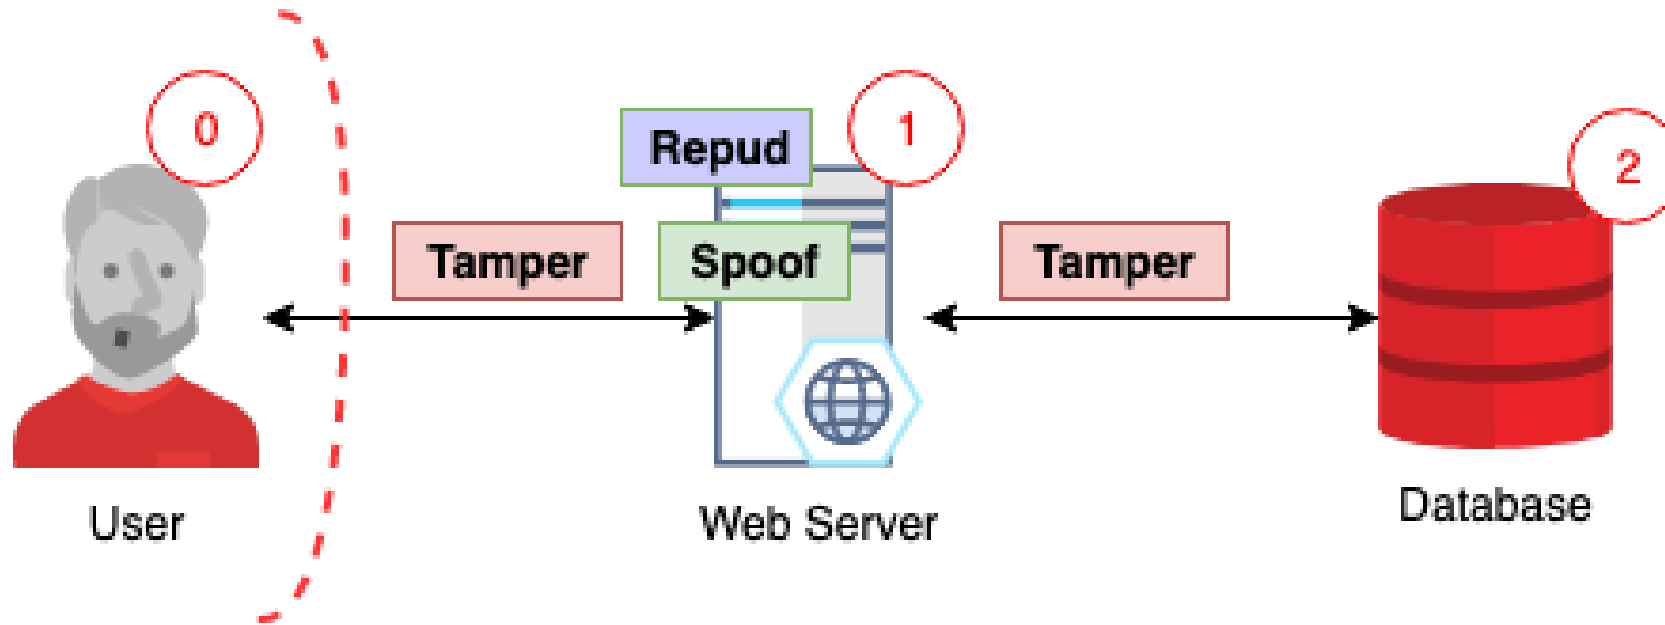 0
1
2
Repud
Tamper
Spoof
Tamper
User
Web Server
Database